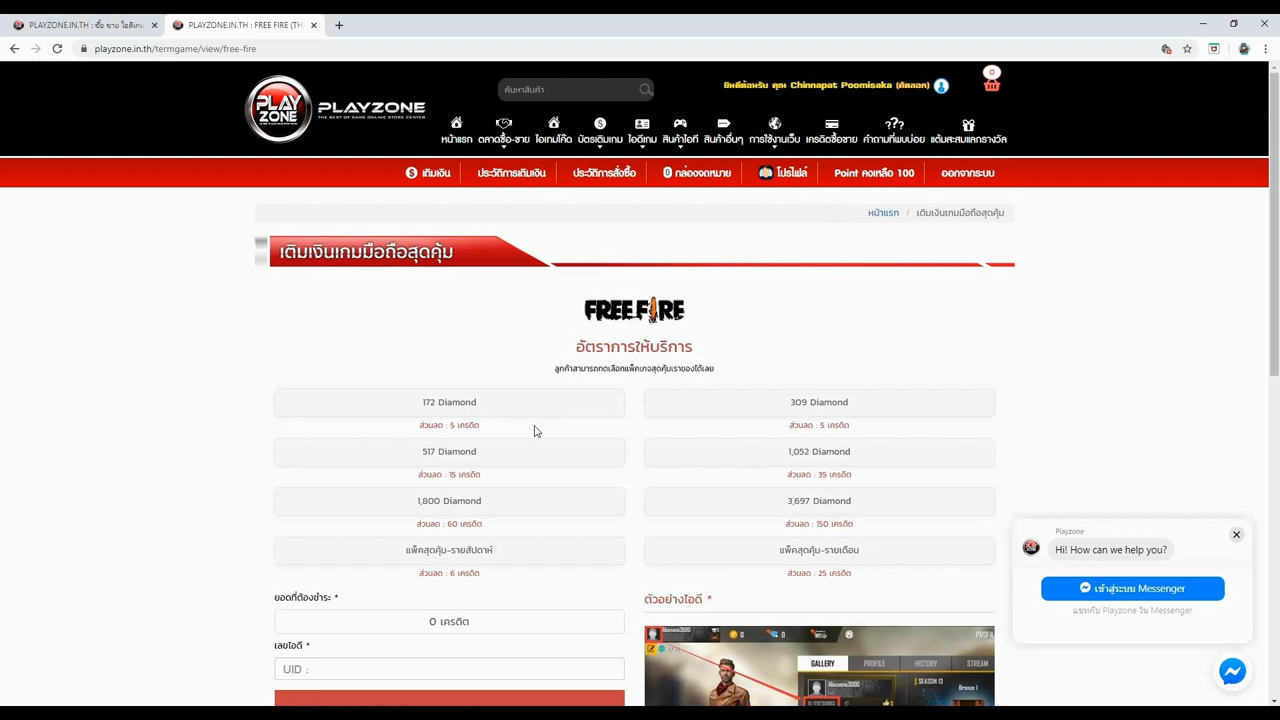 PLAYZONE.IN.TH : ซื้อ ขาย ไอดีเกม
PLAYZONE.IN.TH : FREE FIRE (TH)
playzone.in.th/termgame/view/free-fire
PLAY ZONE
PLAYZONE
THE BEST OF GAME ONLINE STORE CENTER
ค้นหาสินค้า
ยินดีต้อนรับ คุณ Chinnapat Poomisaka (คัดลอก)
0
หน้าแรก ตลาดซื้อ-ขาย ไอเทมโค๊ด บัตรเติมเกม ไอดีเกม สินค้าไอที สินค้าอื่นๆ การใช้งานเว็บ เครดิตซื้อขาย คำถามที่พบบ่อย แต้มสะสมแลกรางวัล
เติมเงิน ประวัติการเติมเงิน ประวัติการสั่งซื้อ 0 กล่องจดหมาย โปรไฟล์ Point คงเหลือ 100 ออกจากระบบ
หน้าแรก / เติมเงินเกมมือถือสุดคุ้ม
เติมเงินเกมมือถือสุดคุ้ม
FREE FIRE
อัตราการให้บริการ
ลูกค้าสามารถกดเลือกแพ็คเกจสุดคุ้มเราของได้เลย
172 Diamond
309 Diamond
ส่วนลด : 5 เครดิต
ส่วนลด : 5 เครดิต
517 Diamond
1,052 Diamond
ส่วนลด : 15 เครดิต
ส่วนลด : 35 เครดิต
1,800 Diamond
3,697 Diamond
ส่วนลด : 60 เครดิต
ส่วนลด : 150 เครดิต
แพ็คสุดคุ้ม-รายสัปดาห์
แพ็คสุดคุ้ม-รายเดือน
ส่วนลด : 6 เครดิต
ส่วนลด : 25 เครดิต
ยอดที่ต้องชำระ *
0 เครดิต
เลขไอดี *
UID :
ตัวอย่างไอดี *
0
0
PROFIL
GALLERY PROFILE HISTORY STREAM
SEASON 13
Bronze 1
Playzone
Hi! How can we help you?
เข้าสู่ระบบ Messenger
แชทกับ Playzone ใน Messenger